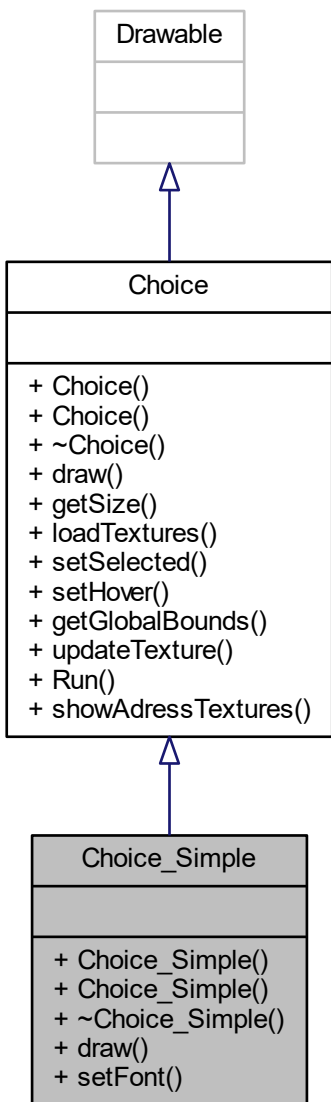 Drawable
Choice
+ Choice()
+ Choice()
+ ~Choice()
+ draw()
+ getSize()
+ loadTextures()
+ setSelected()
+ setHover()
+ getGlobalBounds()
+ updateTexture()
+ Run()
+ showAdressTextures()
Choice_Simple
+ Choice_Simple()
+ Choice_Simple()
+ ~Choice_Simple()
+ draw()
+ setFont()